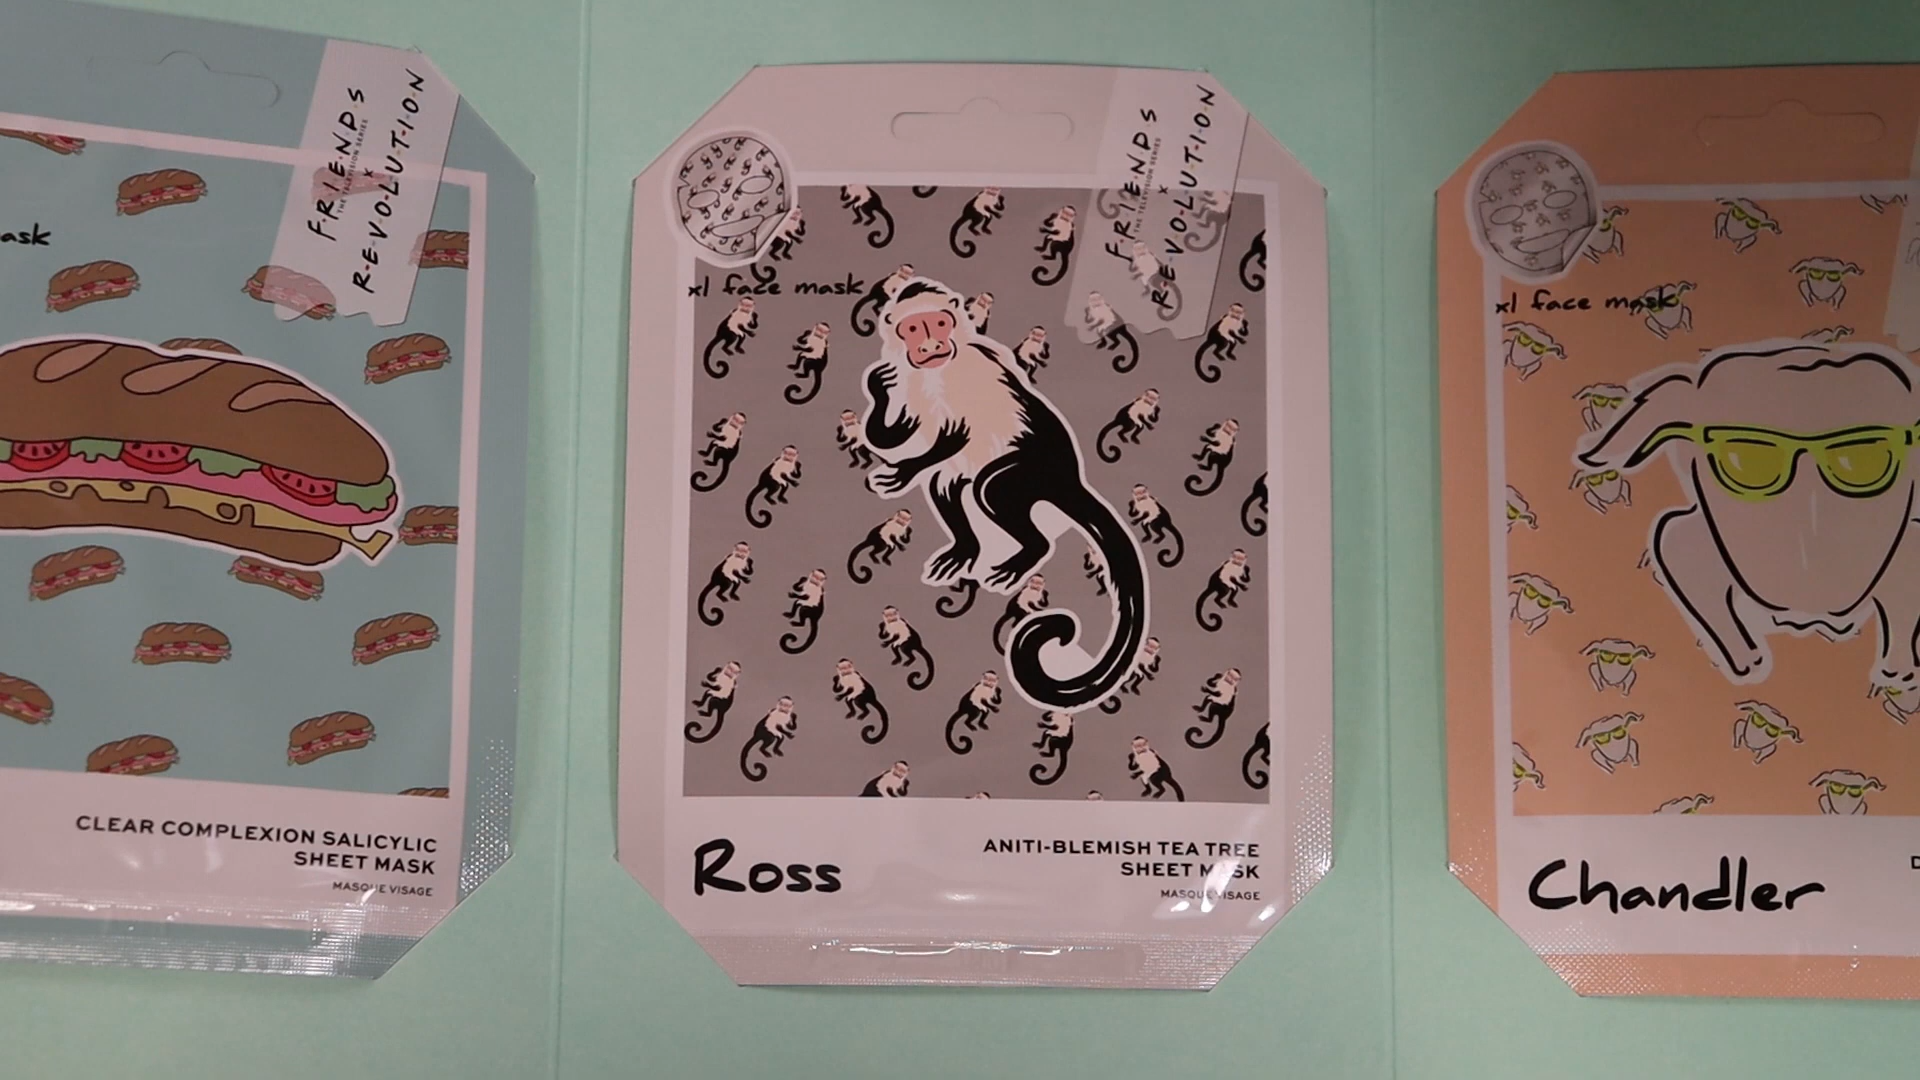 ask
F·R·I·E·N·D·S
THE TELEVISION SERIES
x
R·E·V·O·L·U·T·I·O·N
CLEAR COMPLEXION SALICYLIC
SHEET MASK
MASQUE VISAGE
F·R·I·E·N·D·S
THE TELEVISION SERIES
x
R·E·V·O·L·U·T·I·O·N
xl face mask
Ross
ANITI-BLEMISH TEA TREE
SHEET MASK
MASQUE VISAGE
xl face mask
Chandler